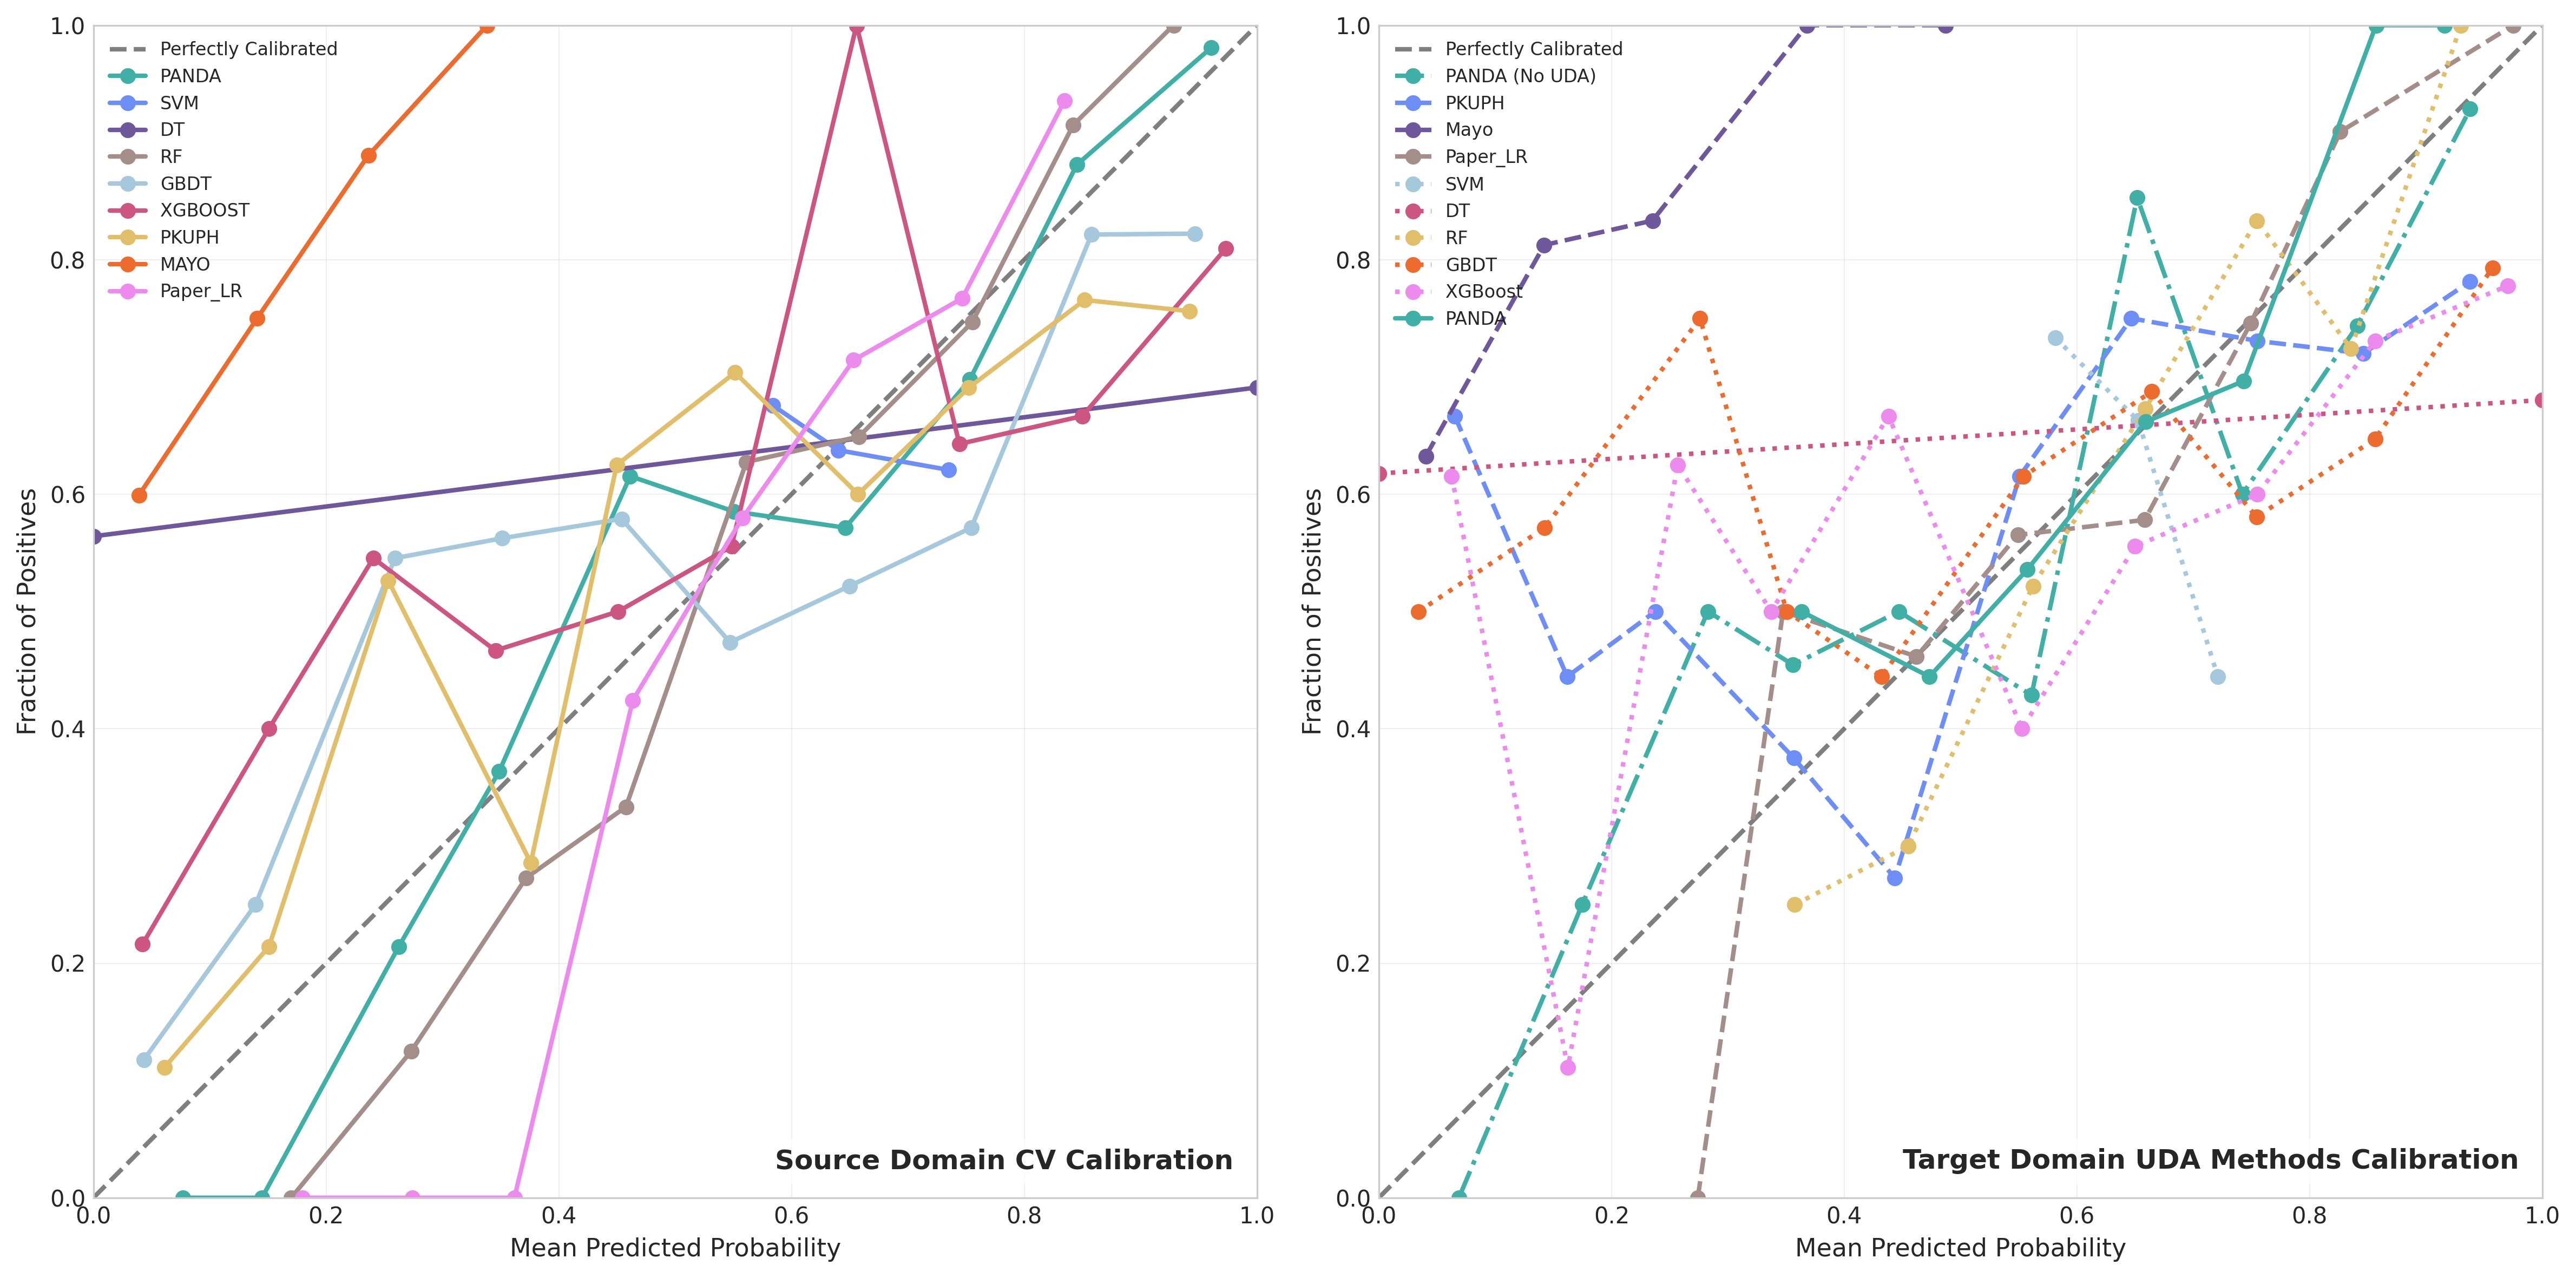 1.0
0.8
0.6
0.4
0.2
0.0
Fraction of Positives
Perfectly Calibrated
PANDA
SVM
DT
RF
GBDT
XGBOOST
PKUPH
MAYO
Paper_LR
Source Domain CV Calibration
0.0 0.2 0.4 0.6 0.8 1.0
Mean Predicted Probability
1.0
0.8
0.6
0.4
0.2
0.0
Fraction of Positives
Perfectly Calibrated
PANDA (No UDA)
PKUPH
Mayo
Paper_LR
SVM
DT
RF
GBDT
XGBoost
PANDA
Target Domain UDA Methods Calibration
0.0 0.2 0.4 0.6 0.8 1.0
Mean Predicted Probability